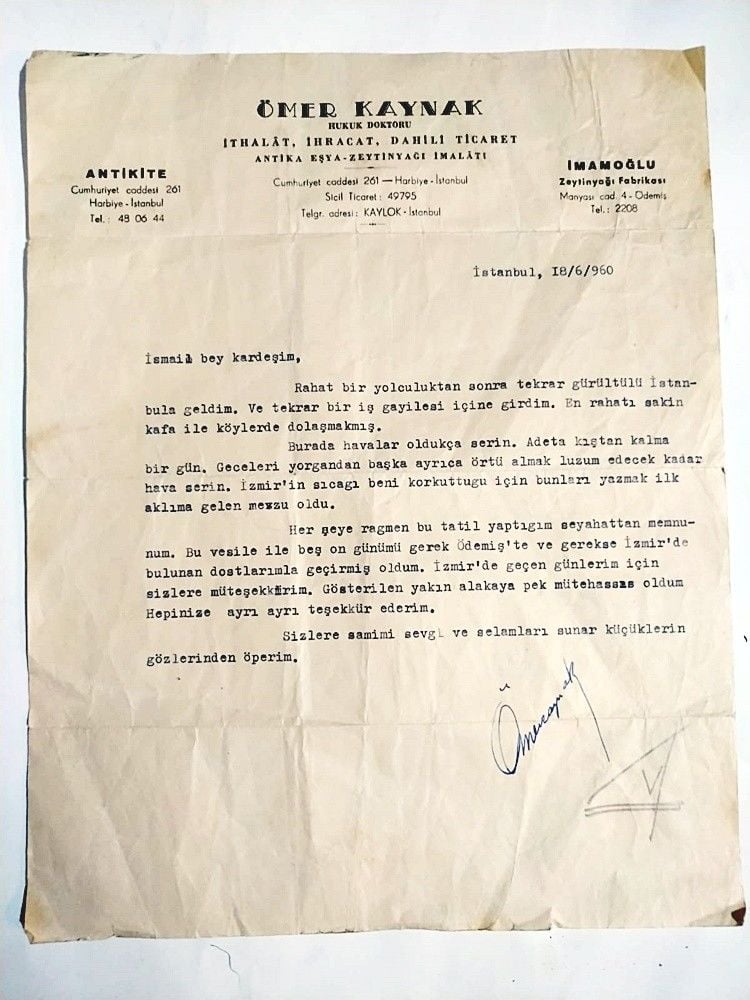 ÖMER KAYNAK
HUKUK DOKTORU
İTHALÂT, İHRACAT, DAHİLİ TİCARET
ANTİKA EŞYA-ZEYTİNYAĞI İMALÂTI
ANTİKİTE
Cumhuriyet caddesi 261
Harbiye - İstanbul
Tel.: 48 06 44
Cumhuriyet caddesi 261 — Harbiye - İstanbul
Sicil Ticaret: 49795
Telgr. adresi: KAYLOK - İstanbul
İMAMOĞLU
Zeytinyağı Fabrikası
Manyası cad. 4 - Ödemiş
Tel.: 2208
İstanbul, I8/6/960
İsmail bey kardeşim,
Rahat bir yolculuktan sonra tekrar gürültülü İstan-
bula geldim. Ve tekrar bir iş gayilesi içine girdim. En rahatı sakin
kafa ile köylerde dolaşmakmış.
Burada havalar oldukça serin. Adeta kıştan kalma
bir gün. Geceleri yorgandan başka ayrıca örtü almak luzum edecek kadar
hava serin. İzmir'in sıcagı beni korkuttugu için bunları yazmak ilk
aklıma gelen mevzu oldu.
Her şeye ragmen bu tatil yaptıgım seyahattan memnu-
num. Bu vesile ile beş on günümü gerek Ödemiş'te ve gerekse İzmir'de
bulunan dostlarımla geçirmiş oldum. İzmir'de geçen günlerim için
sizlere müteşekkirim. Gösterilen yakın alakaya pek mütehassıs oldum
Hepinize ayrı ayrı teşekkür ederim.
Sizlere samimi sevgi ve selamları sunar küçüklerin
gözlerinden öperim.